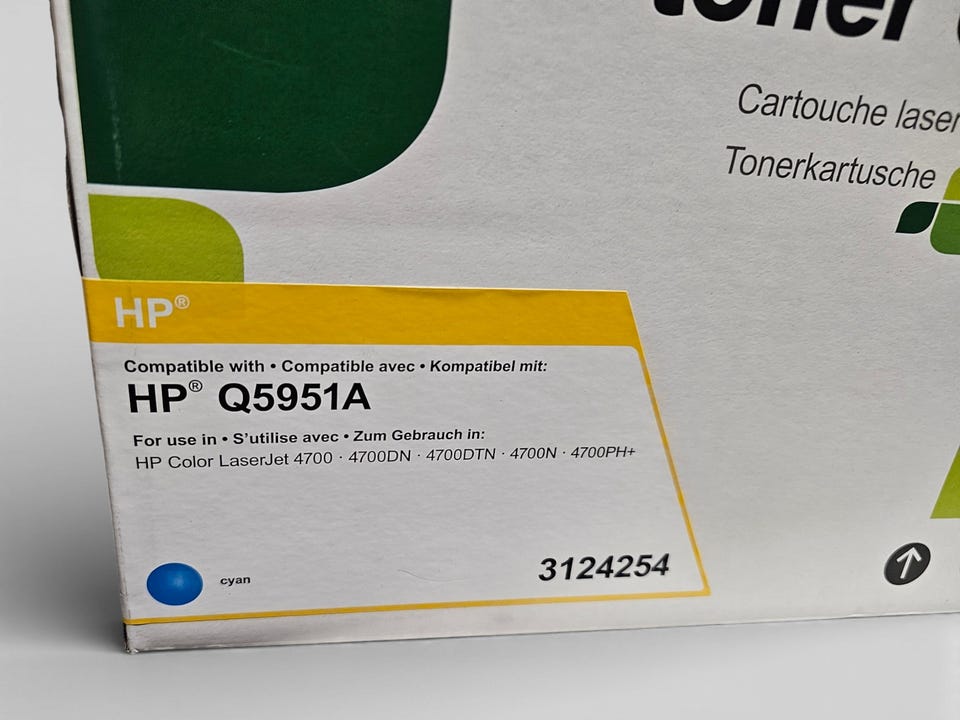 toner
Cartouche laser
Tonerkartusche
HP®
Compatible with • Compatible avec • Kompatibel mit:
HP® Q5951A
For use in • S'utilise avec • Zum Gebrauch in:
HP Color LaserJet 4700 · 4700DN · 4700DTN · 4700N · 4700PH+
cyan
3124254